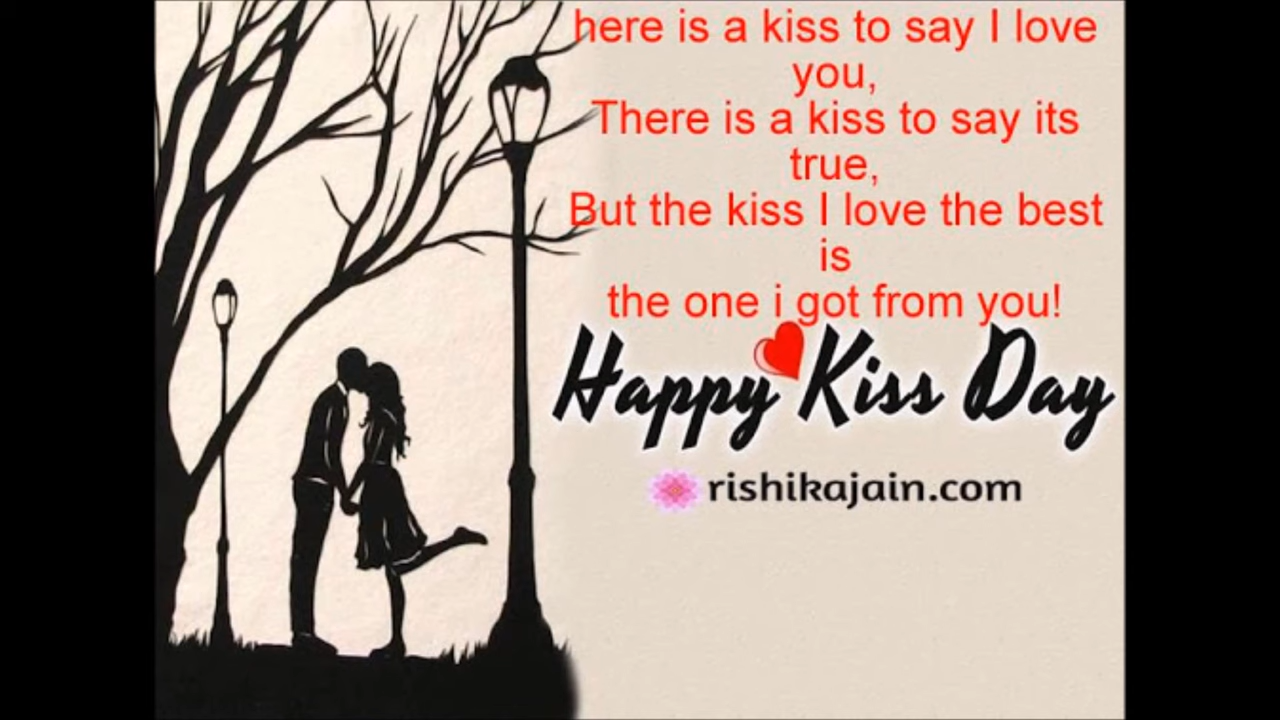 here is a kiss to say I love
you,
There is a kiss to say its
true,
But the kiss I love the best
is
the one i got from you!
Happy Kiss Day
rishikajain.com